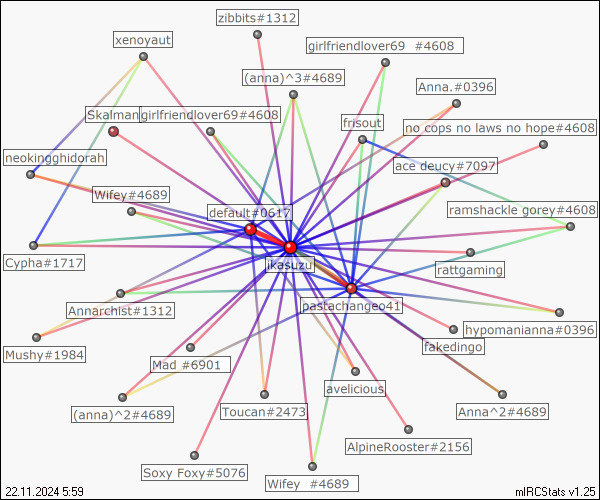 zibbits#1312
xenoyaut
girlfriendlover69 #4608
(anna)^3#4689
Anna.#0396
Skalman
girlfriendlover69#4608
frisout
no cops no laws no hope#4608
neokingghidorah
ace deucy#7097
Wifey#4689
default#0617
ramshackle gorey#4608
Cypha#1717
ikasuzu
rattgaming
Annarchist#1312
pastachangeo41
hypomanianna#0396
Mushy#1984
Mad #6901
fakedingo
avelicious
(anna)^2#4689
Toucan#2473
Anna^2#4689
AlpineRooster#2156
Soxy Foxy#5076
Wifey #4689
22.11.2024 5:59
mIRCStats v1.25